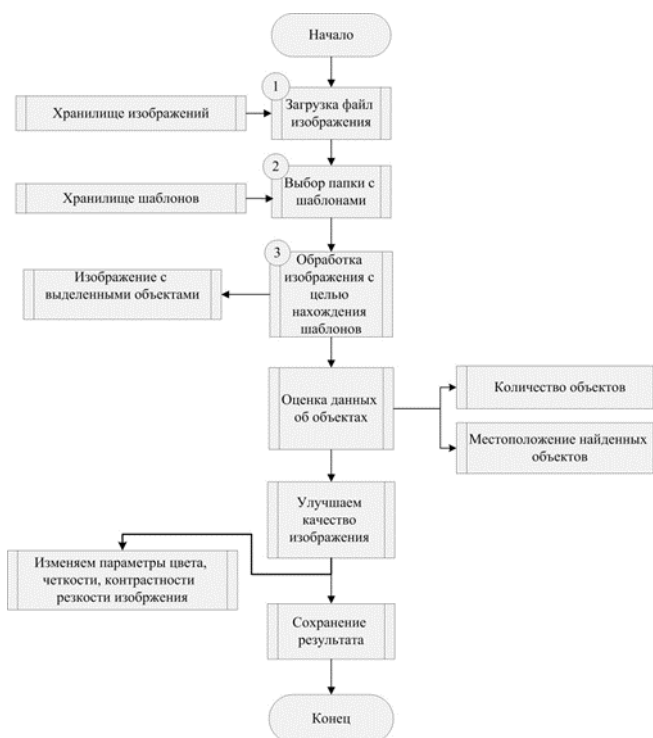 Начало
1
Хранилище изображений
Загрузка файл
изображения
2
Хранилище шаблонов
Выбор папки с
шаблонами
3
Изображение с
выделенными объектами
Обработка
изображения с
целью
нахождения
шаблонов
Оценка данных
об объектах
Количество объектов
Местоположение найденных
объектов
Улучшаем
качество
изображения
Изменяем параметры цвета,
четкости, контрастности
резкости изобржения
Сохранение
результата
Конец